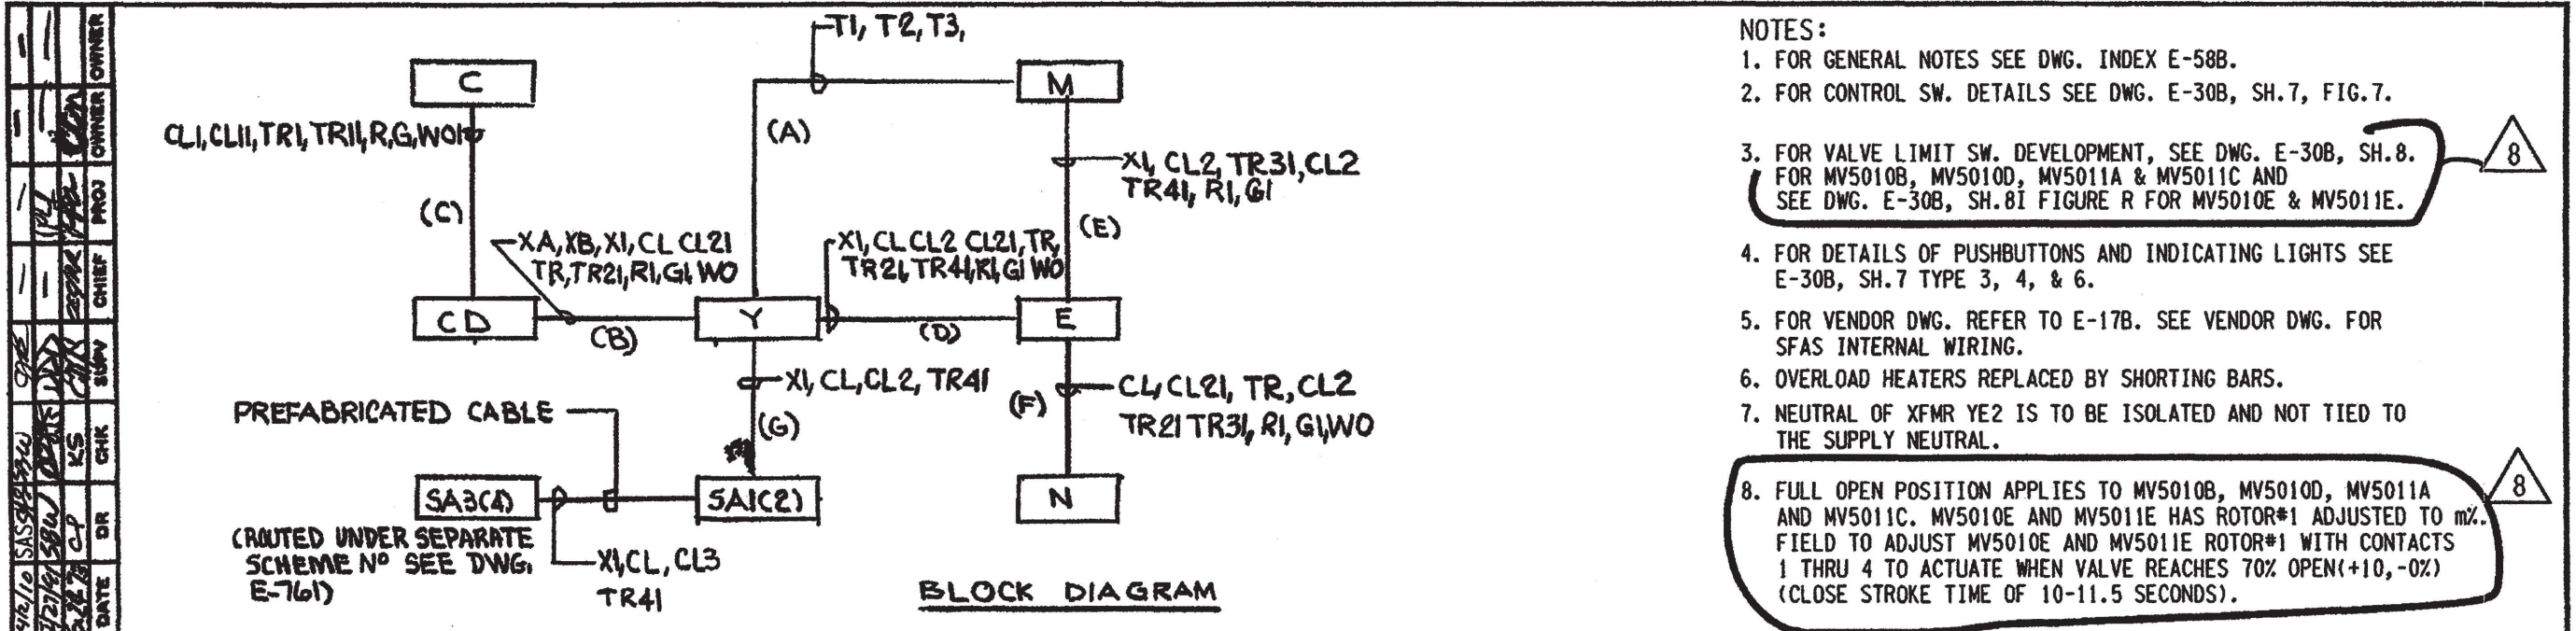 T1, T2, T3,
C
M
CL1, CL11, TR1, TR11, R, G, WO1
(A)
X1, CL2, TR31, CL2
TR41, R1, G1
(C)
(E)
XA, XB, X1, CL CL21
TR, TR21, R1, G1, WO
X1, CL CL2 CL21, TR,
TR21, TR41, R1, G1 WO
CD
Y
E
(B)
(D)
X1, CL, CL2, TR41
CL, CL21, TR, CL2
TR21 TR31, R1, G1, WO
(F)
(G)
PREFABRICATED CABLE
SA3(4)
SA1(2)
N
(ROUTED UNDER SEPARATE
SCHEME Nº SEE DWG.
E-761)
X1, CL, CL3
TR41
BLOCK DIAGRAM
NOTES:
1. FOR GENERAL NOTES SEE DWG. INDEX E-58B.
2. FOR CONTROL SW. DETAILS SEE DWG. E-30B, SH.7, FIG.7.
3. FOR VALVE LIMIT SW. DEVELOPMENT, SEE DWG. E-30B, SH.8.
FOR MV5010B, MV5010D, MV5011A & MV5011C AND
SEE DWG. E-30B, SH.8I FIGURE R FOR MV5010E & MV5011E.
8
4. FOR DETAILS OF PUSHBUTTONS AND INDICATING LIGHTS SEE
E-30B, SH.7 TYPE 3, 4, & 6.
5. FOR VENDOR DWG. REFER TO E-17B. SEE VENDOR DWG. FOR
SFAS INTERNAL WIRING.
6. OVERLOAD HEATERS REPLACED BY SHORTING BARS.
7. NEUTRAL OF XFMR YE2 IS TO BE ISOLATED AND NOT TIED TO
THE SUPPLY NEUTRAL.
8. FULL OPEN POSITION APPLIES TO MV5010B, MV5010D, MV5011A
AND MV5011C. MV5010E AND MV5011E HAS ROTOR#1 ADJUSTED TO m%.
FIELD TO ADJUST MV5010E AND MV5011E ROTOR#1 WITH CONTACTS
1 THRU 4 TO ACTUATE WHEN VALVE REACHES 70% OPEN(+10,-0%)
(CLOSE STROKE TIME OF 10-11.5 SECONDS).
8
DATE DR CHK SUPV CHIEF PROJ OWNER OWNER
CP KS